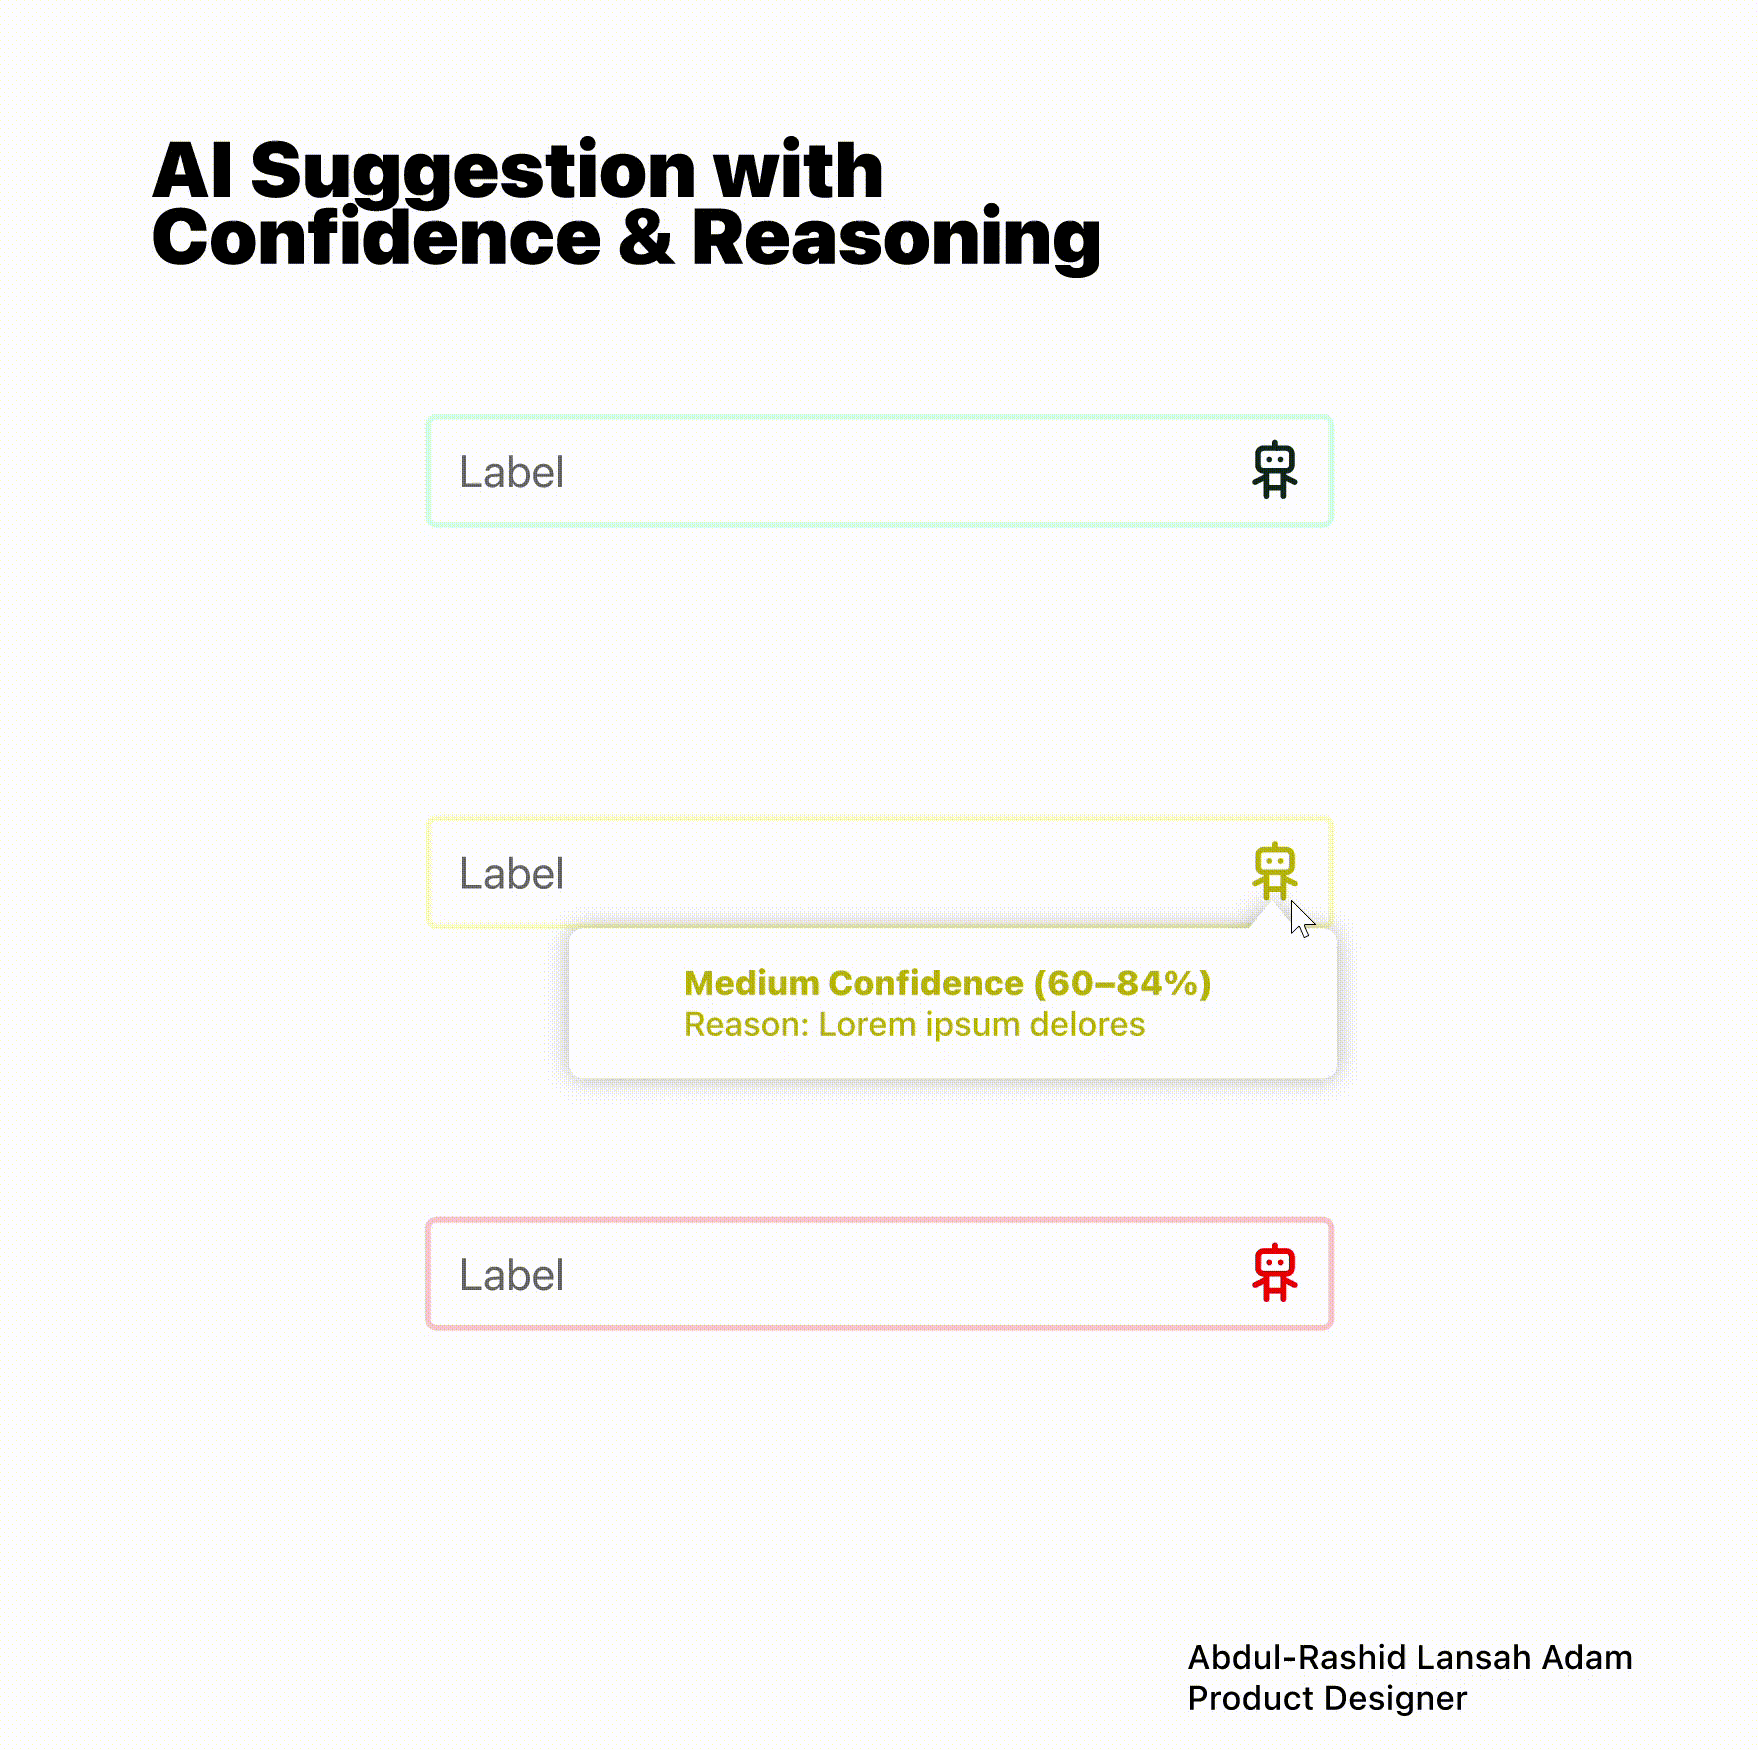 AI Suggestion with
Confidence & Reasoning
Label
Label
Medium Confidence (60–84%)
Reason: Lorem ipsum delores
Label
Abdul-Rashid Lansah Adam
Product Designer